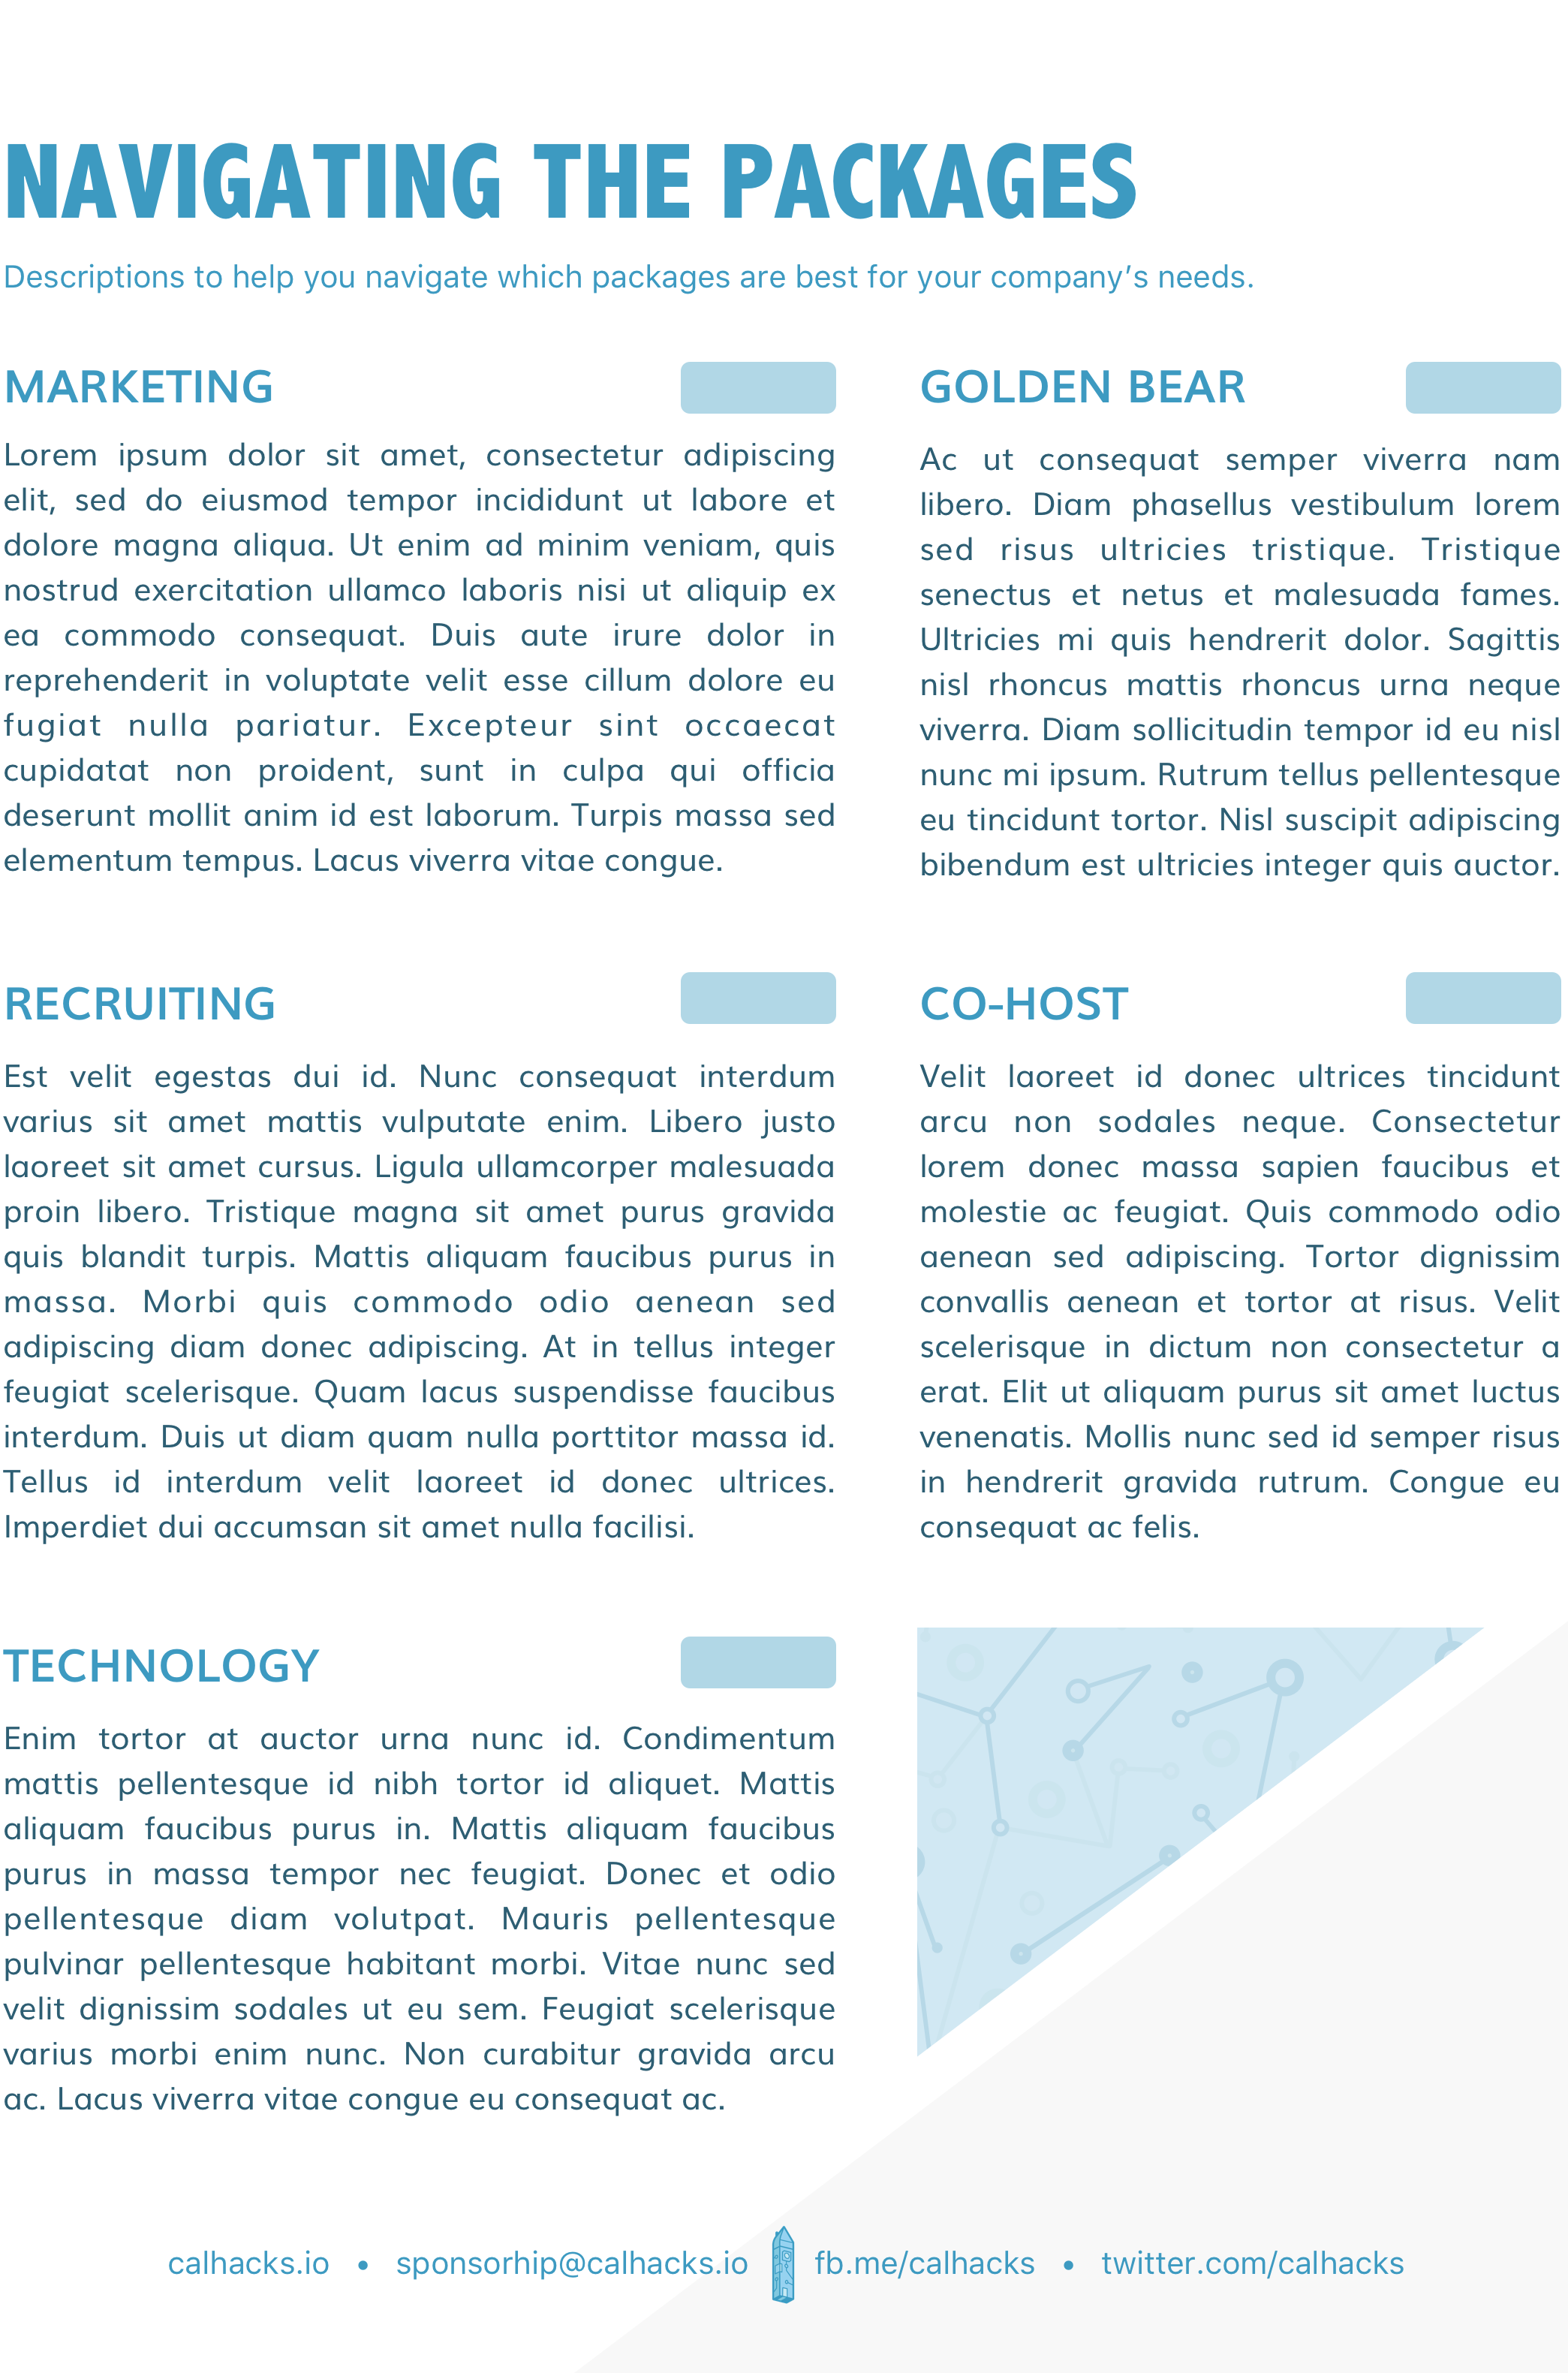 NAVIGATING THE PACKAGES
Descriptions to help you navigate which packages are best for your company’s needs.
MARKETING
Lorem ipsum dolor sit amet, consectetur adipiscing
elit, sed do eiusmod tempor incididunt ut labore et
dolore magna aliqua. Ut enim ad minim veniam, quis
nostrud exercitation ullamco laboris nisi ut aliquip ex
ea commodo consequat. Duis aute irure dolor in
reprehenderit in voluptate velit esse cillum dolore eu
fugiat nulla pariatur. Excepteur sint occaecat
cupidatat non proident, sunt in culpa qui officia
deserunt mollit anim id est laborum. Turpis massa sed
elementum tempus. Lacus viverra vitae congue.
RECRUITING
Est velit egestas dui id. Nunc consequat interdum
varius sit amet mattis vulputate enim. Libero justo
laoreet sit amet cursus. Ligula ullamcorper malesuada
proin libero. Tristique magna sit amet purus gravida
quis blandit turpis. Mattis aliquam faucibus purus in
massa. Morbi quis commodo odio aenean sed
adipiscing diam donec adipiscing. At in tellus integer
feugiat scelerisque. Quam lacus suspendisse faucibus
interdum. Duis ut diam quam nulla porttitor massa id.
Tellus id interdum velit laoreet id donec ultrices.
Imperdiet dui accumsan sit amet nulla facilisi.
TECHNOLOGY
Enim tortor at auctor urna nunc id. Condimentum
mattis pellentesque id nibh tortor id aliquet. Mattis
aliquam faucibus purus in. Mattis aliquam faucibus
purus in massa tempor nec feugiat. Donec et odio
pellentesque diam volutpat. Mauris pellentesque
pulvinar pellentesque habitant morbi. Vitae nunc sed
velit dignissim sodales ut eu sem. Feugiat scelerisque
varius morbi enim nunc. Non curabitur gravida arcu
ac. Lacus viverra vitae congue eu consequat ac.
GOLDEN BEAR
Ac ut consequat semper viverra nam
libero. Diam phasellus vestibulum lorem
sed risus ultricies tristique. Tristique
senectus et netus et malesuada fames.
Ultricies mi quis hendrerit dolor. Sagittis
nisl rhoncus mattis rhoncus urna neque
viverra. Diam sollicitudin tempor id eu nisl
nunc mi ipsum. Rutrum tellus pellentesque
eu tincidunt tortor. Nisl suscipit adipiscing
bibendum est ultricies integer quis auctor.
CO-HOST
Velit laoreet id donec ultrices tincidunt
arcu non sodales neque. Consectetur
lorem donec massa sapien faucibus et
molestie ac feugiat. Quis commodo odio
aenean sed adipiscing. Tortor dignissim
convallis aenean et tortor at risus. Velit
scelerisque in dictum non consectetur a
erat. Elit ut aliquam purus sit amet luctus
venenatis. Mollis nunc sed id semper risus
in hendrerit gravida rutrum. Congue eu
consequat ac felis.
calhacks.io • sponsorhip@calhacks.io fb.me/calhacks • twitter.com/calhacks